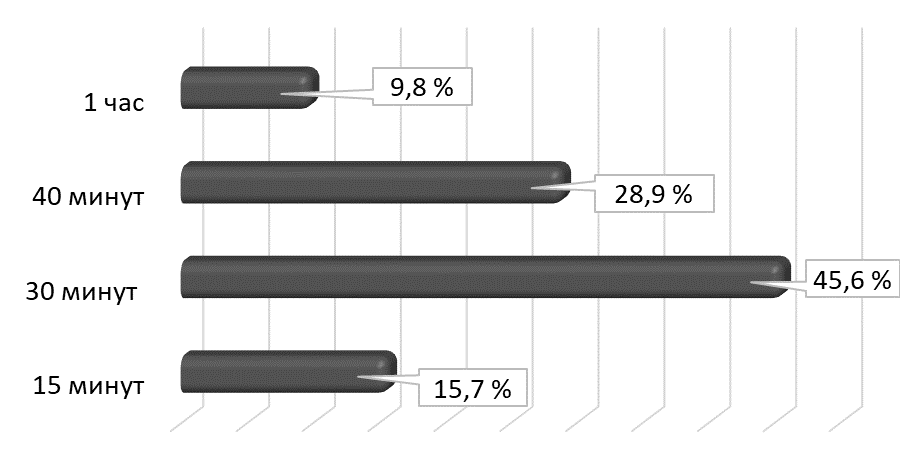 1 час
9,8 %
40 минут
28,9 %
30 минут
45,6 %
15 минут
15,7 %